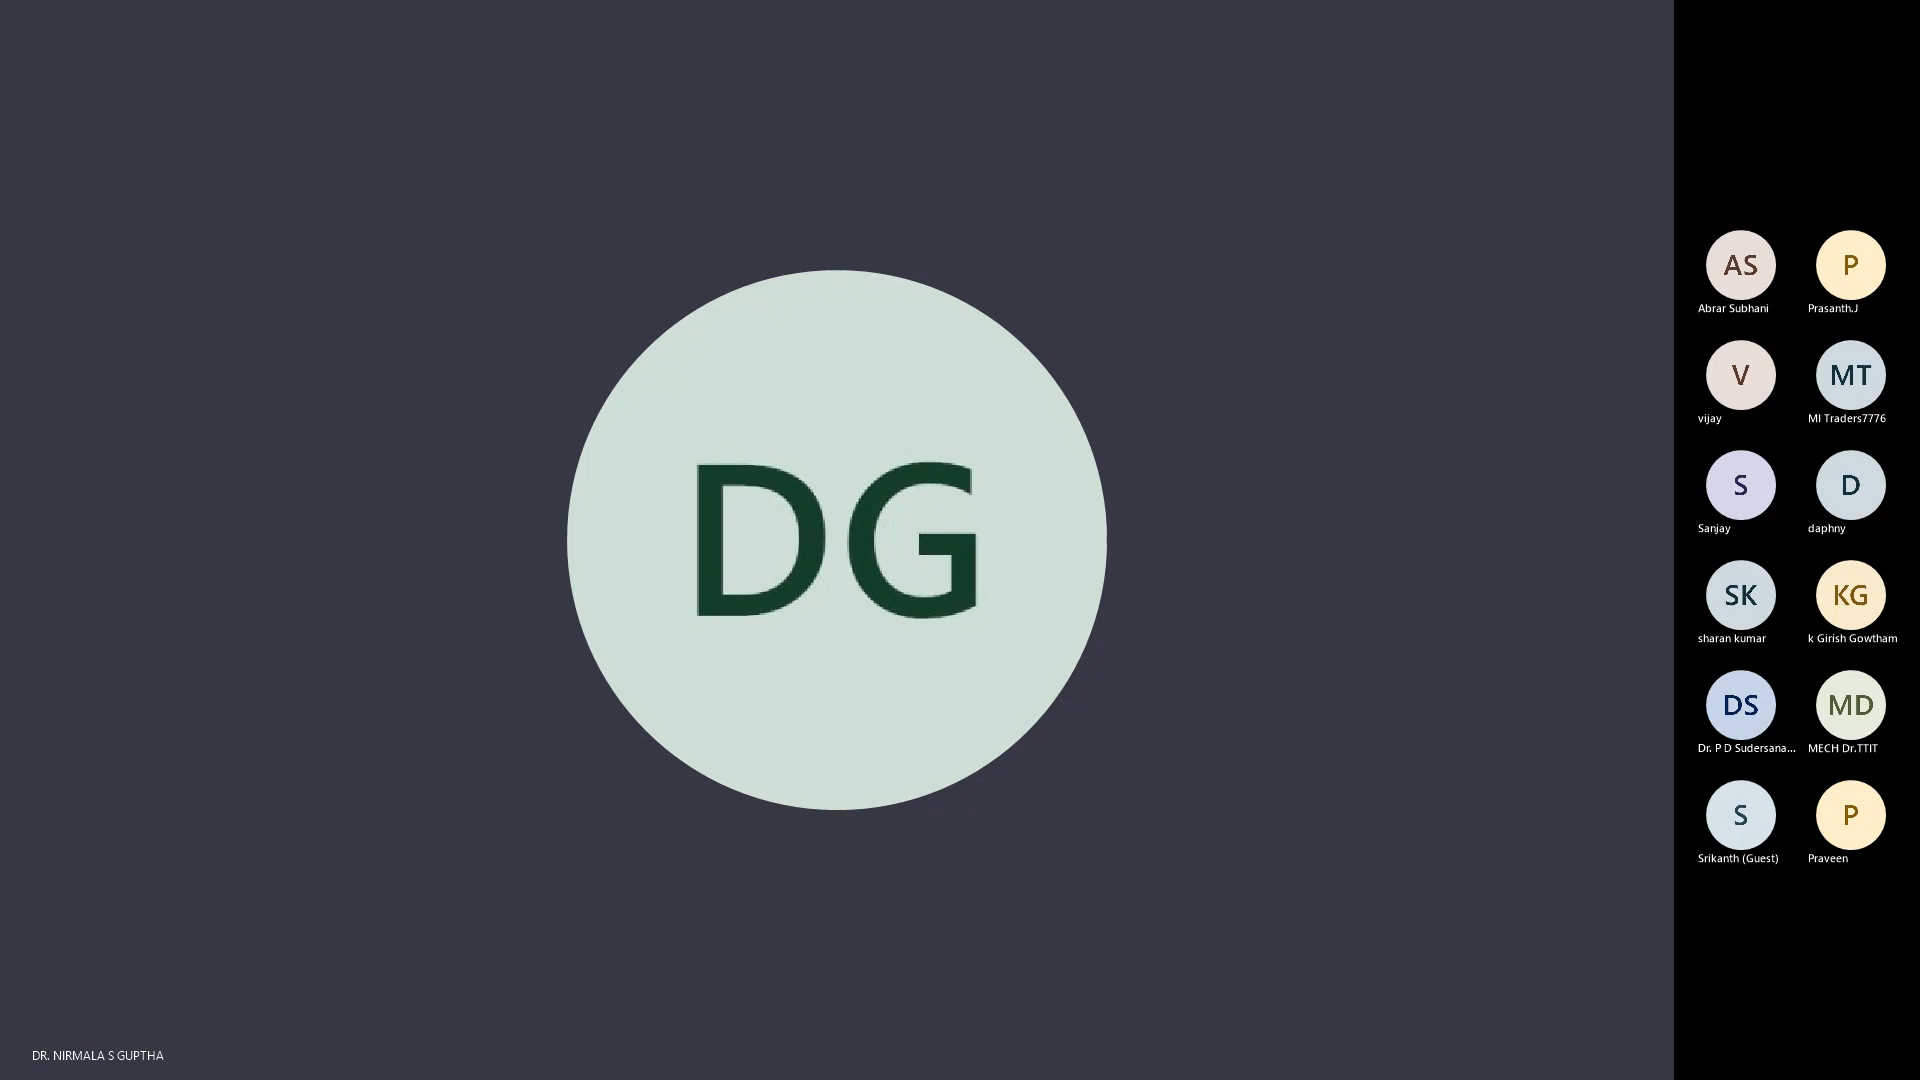 DG
DR. NIRMALA S GUPTHA
AS P
Abrar Subhani Prasanth.J
V MT
vijay MI Traders7776
S D
Sanjay daphny
SK KG
sharan kumar k Girish Gowtham
DS MD
Dr. P D Sudersana... MECH Dr.TTIT
S P
Srikanth (Guest) Praveen